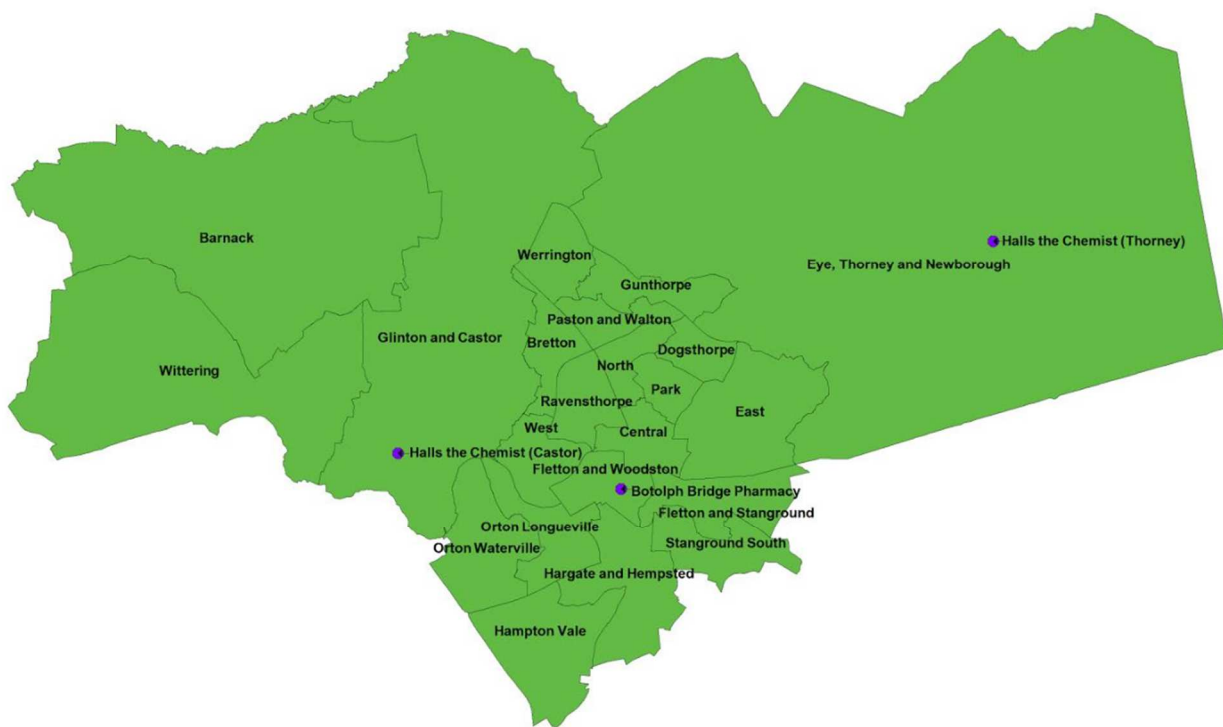 Barnack
Halls the Chemist (Thorney)
Werrington
Eye, Thorney and Newborough
Gunthorpe
Paston and Walton
Glinton and Castor
Bretton
Dogsthorpe
North
Wittering
Park
Ravensthorpe
East
West
Central
Halls the Chemist (Castor)
Fletton and Woodston
Botolph Bridge Pharmacy
Fletton and Stanground
Orton Longueville
Stanground South
Orton Waterville
Hargate and Hempsted
Hampton Vale